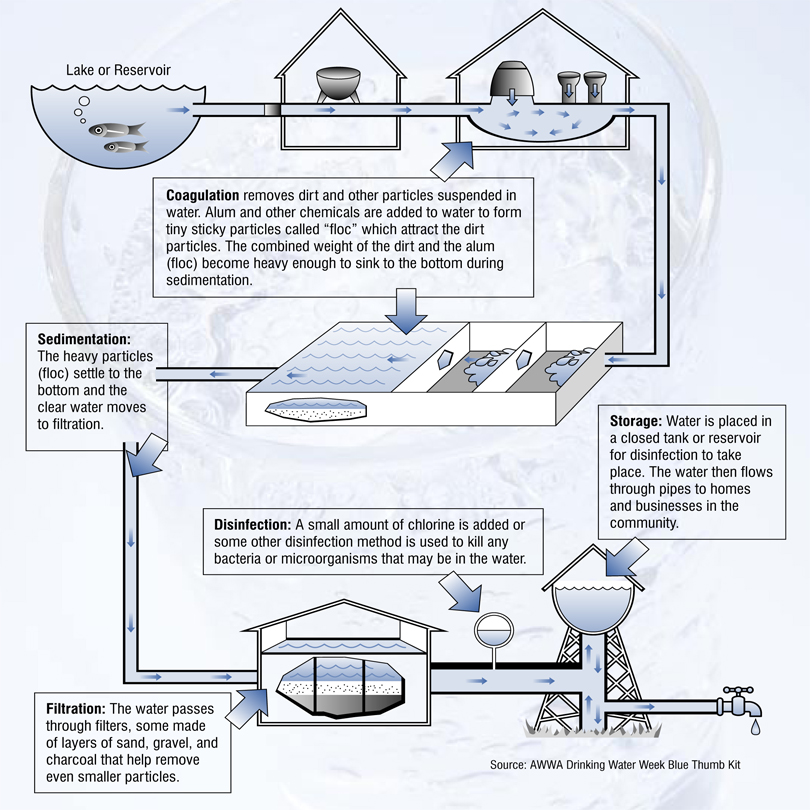 Lake or Reservoir
Coagulation removes dirt and other particles suspended in
water. Alum and other chemicals are added to water to form
tiny sticky particles called “floc” which attract the dirt
particles. The combined weight of the dirt and the alum
(floc) become heavy enough to sink to the bottom during
sedimentation.
Sedimentation:
The heavy particles
(floc) settle to the
bottom and the
clear water moves
to filtration.
Storage: Water is placed in
a closed tank or reservoir
for disinfection to take
place. The water then flows
through pipes to homes
and businesses in the
community.
Disinfection: A small amount of chlorine is added or
some other disinfection method is used to kill any
bacteria or microorganisms that may be in the water.
Filtration: The water passes
through filters, some made
of layers of sand, gravel, and
charcoal that help remove
even smaller particles.
Source: AWWA Drinking Water Week Blue Thumb Kit